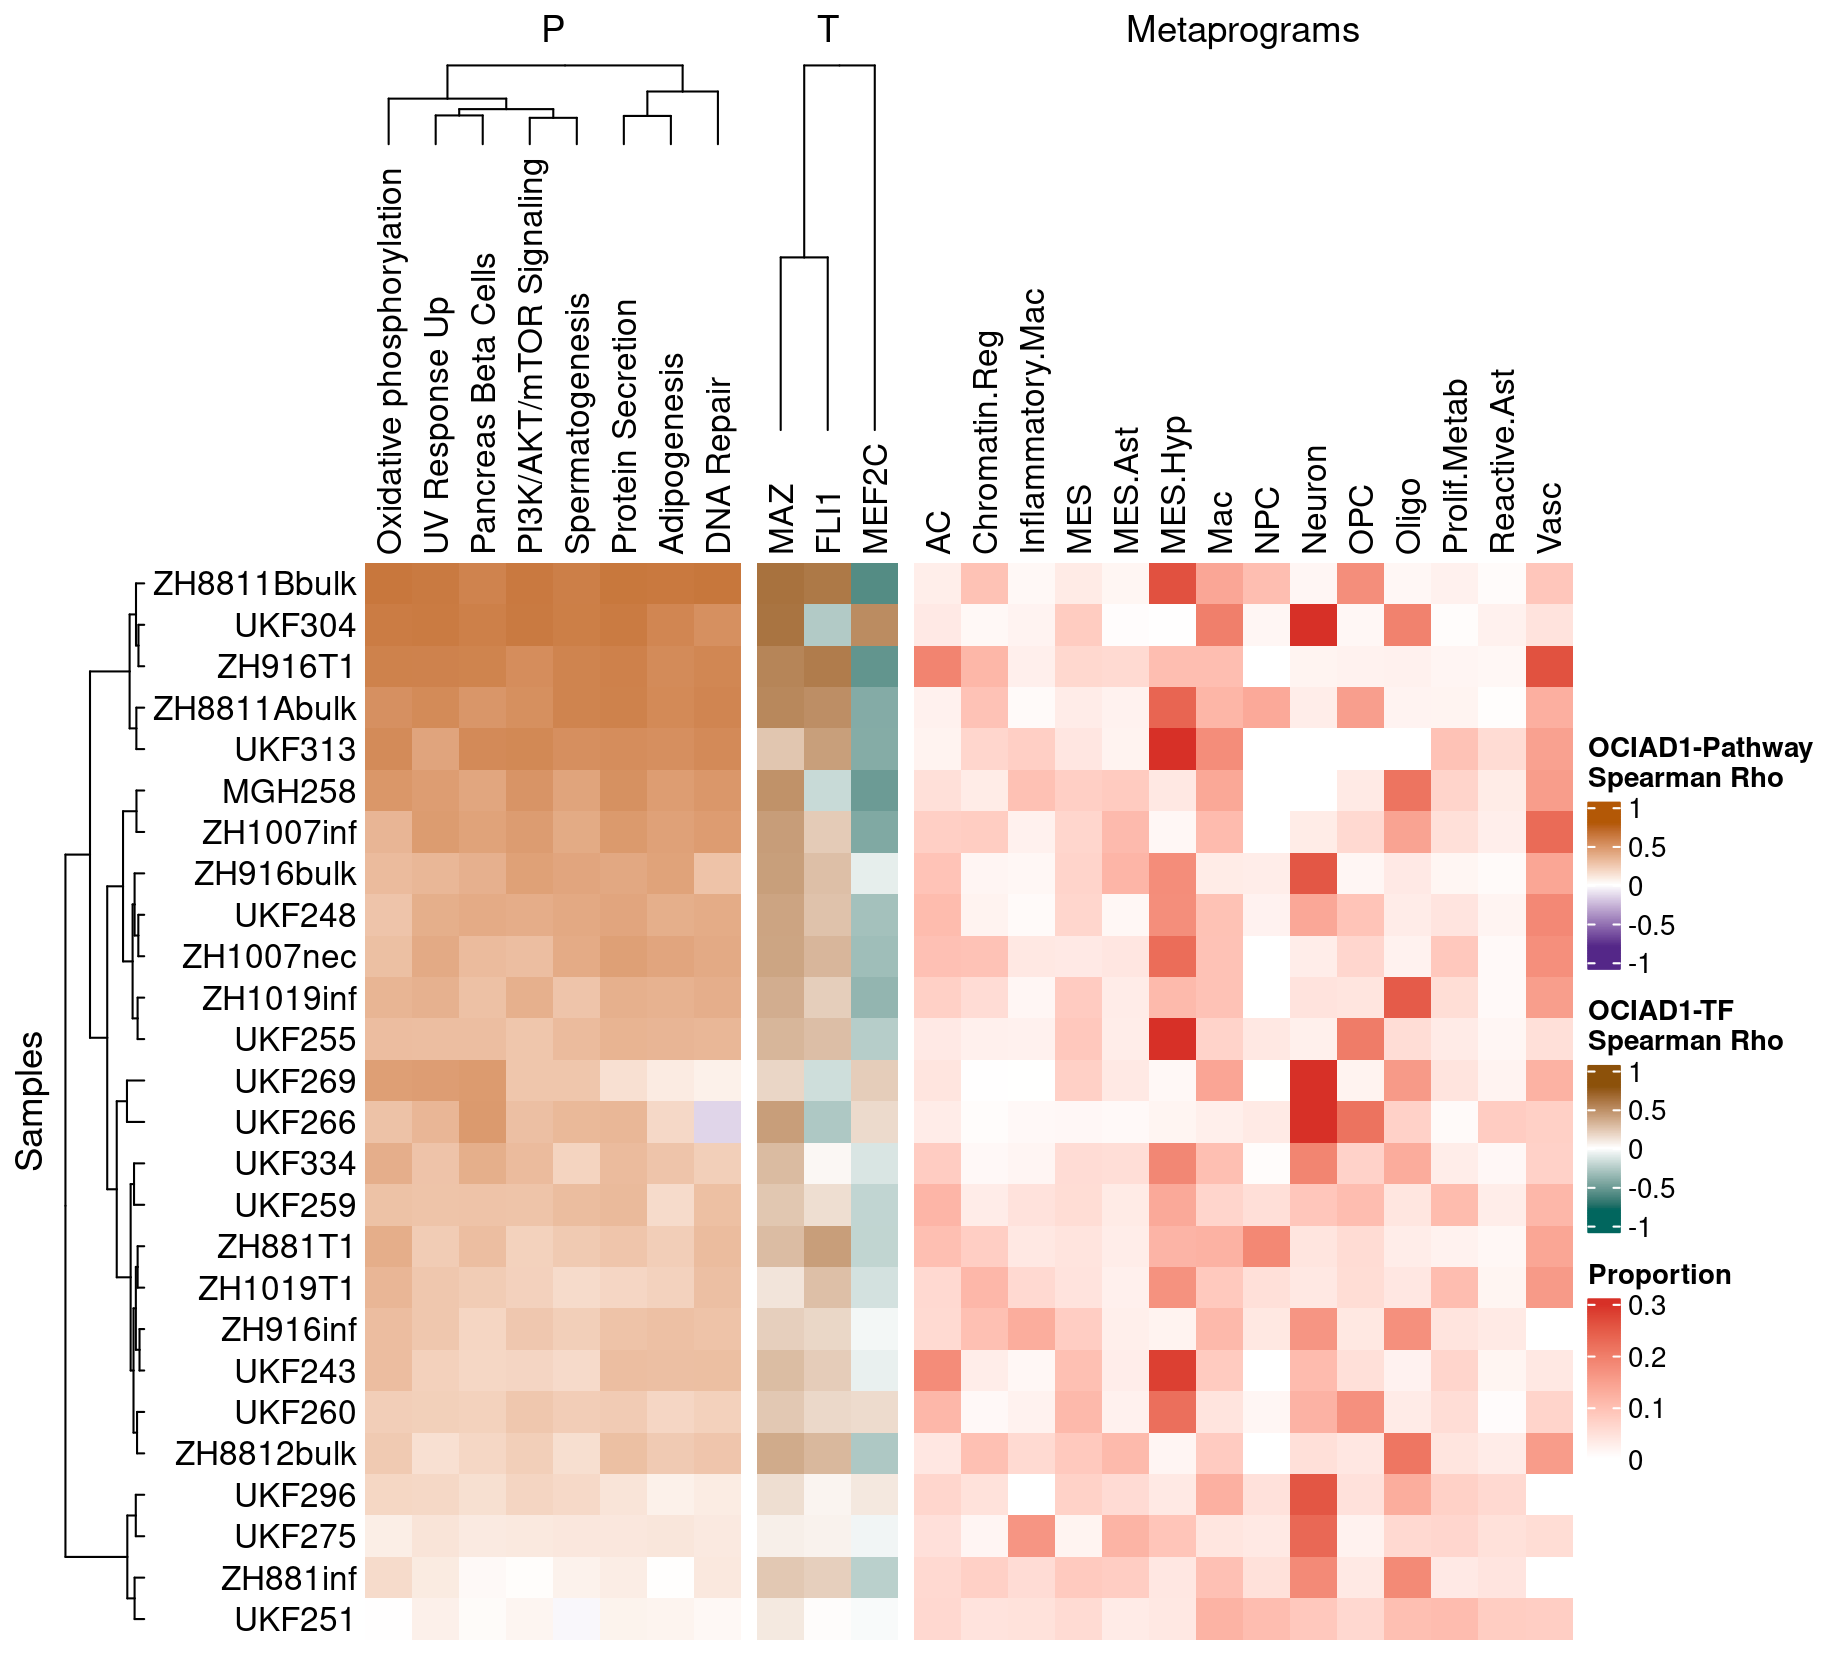 P
T
Metaprograms
Oxidative phosphorylation
UV Response Up
Pancreas Beta Cells
PI3K/AKT/mTOR Signaling
Spermatogenesis
Protein Secretion
Adipogenesis
DNA Repair
MAZ
FLI1
MEF2C
AC
Chromatin.Reg
Inflammatory.Mac
MES
MES.Ast
MES.Hyp
Mac
NPC
Neuron
OPC
Oligo
Prolif.Metab
Reactive.Ast
Vasc
Samples
ZH8811Bbulk
UKF304
ZH916T1
ZH8811Abulk
UKF313
MGH258
ZH1007inf
ZH916bulk
UKF248
ZH1007nec
ZH1019inf
UKF255
UKF269
UKF266
UKF334
UKF259
ZH881T1
ZH1019T1
ZH916inf
UKF243
UKF260
ZH8812bulk
UKF296
UKF275
ZH881inf
UKF251
OCIAD1-Pathway
Spearman Rho
1
0.5
0
-0.5
-1
OCIAD1-TF
Spearman Rho
1
0.5
0
-0.5
-1
Proportion
0.3
0.2
0.1
0